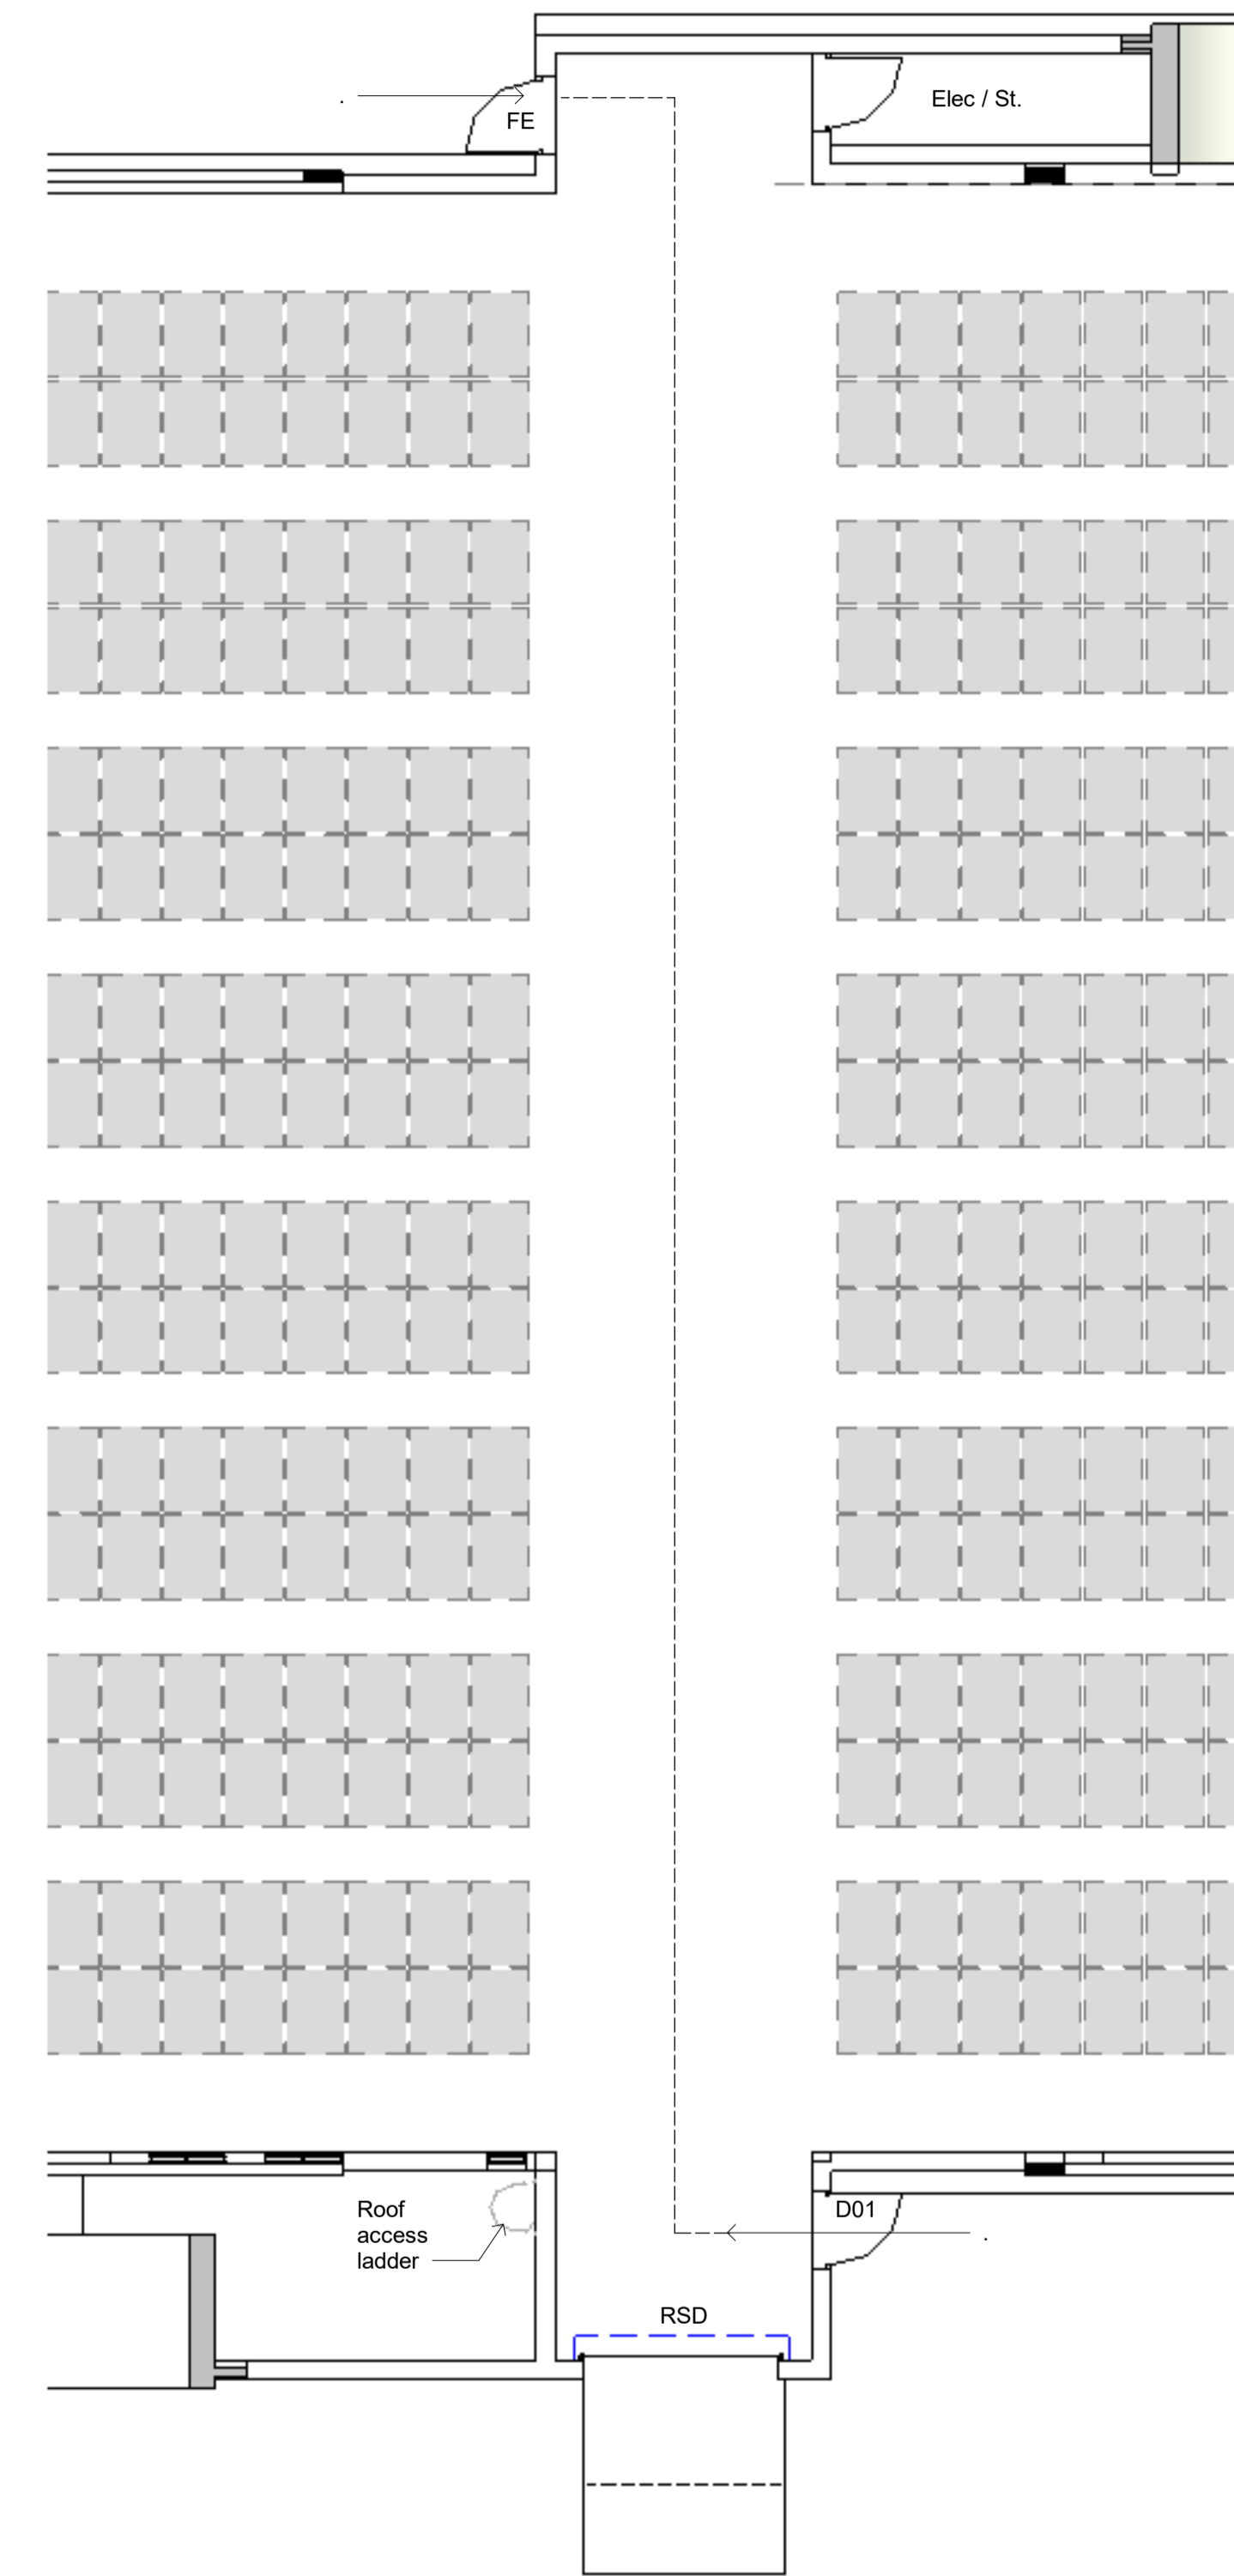 FE
Elec / St.
Roof
access
ladder
D01
RSD